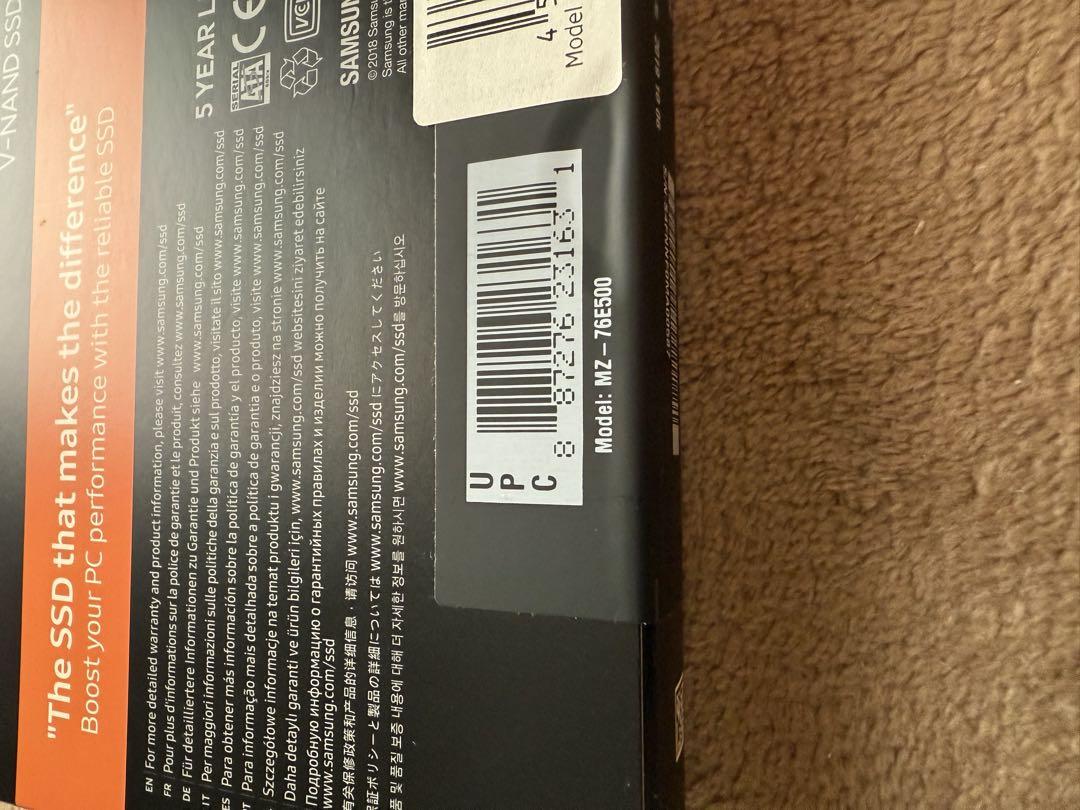 V-NAND SSD
"The SSD that makes the difference"
Boost your PC performance with the reliable SSD
5 YEAR L
SERIAL
ATA
EN For more detailed warranty and product information, please visit www.samsung.com/ssd
FR Pour plus d'informations sur la police de garantie et le produit, consultez www.samsung.com/ssd
DE Für detailliertere Informationen zu Garantie und Produkt siehe www.samsung.com/ssd
IT Per maggiori informazioni sulle politiche della garanzia e sul prodotto, visitate il sito www.samsung.com/ssd
ES Para obtener más información sobre la política de garantía y el producto, visite www.samsung.com/ssd
PT Para informação mais detalhada sobre a política de garantia e o produto, visite www.samsung.com/ssd
Szczegółowe informacje na temat produktu i gwarancji, znajdziesz na stronie www.samsung.com/ssd
Daha detaylı garanti ve ürün bilgileri için, www.samsung.com/ssd websitesini ziyaret edebilirsiniz
Подробную информацию о гарантийных правилах и изделии можно получить на сайте
www.samsung.com/ssd
有关保修政策和产品的详细信息，请访问 www.samsung.com/ssd
証ポリシーと製品の詳細については www.samsung.com/ssd にアクセスしてください
품 및 품질 보증 내용에 대해 더 자세한 정보를 원하시면 www.samsung.com/ssd를 방문하십시오
SAMSUN
© 2018 Samsu
Samsung is t
All other mar
45
Model
UPC
8 87276 23163 1
Model: MZ – 76E500